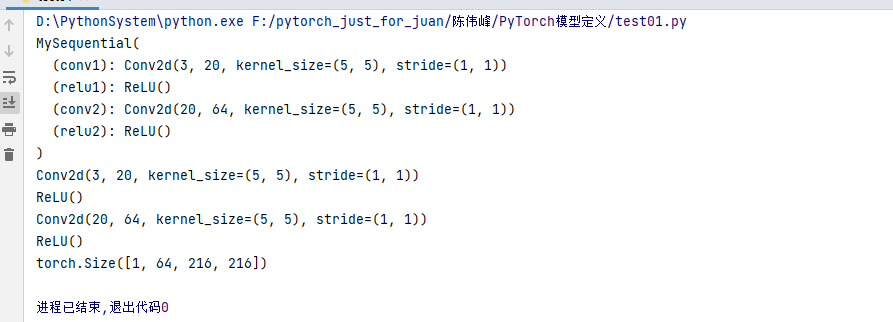 D:\PythonSystem\python.exe F:/pytorch_just_for_juan/陈伟峰/PyTorch模型定义/test01.py
MySequential(
  (conv1): Conv2d(3, 20, kernel_size=(5, 5), stride=(1, 1))
  (relu1): ReLU()
  (conv2): Conv2d(20, 64, kernel_size=(5, 5), stride=(1, 1))
  (relu2): ReLU()
)
Conv2d(3, 20, kernel_size=(5, 5), stride=(1, 1))
ReLU()
Conv2d(20, 64, kernel_size=(5, 5), stride=(1, 1))
ReLU()
torch.Size([1, 64, 216, 216])
进程已结束,退出代码0